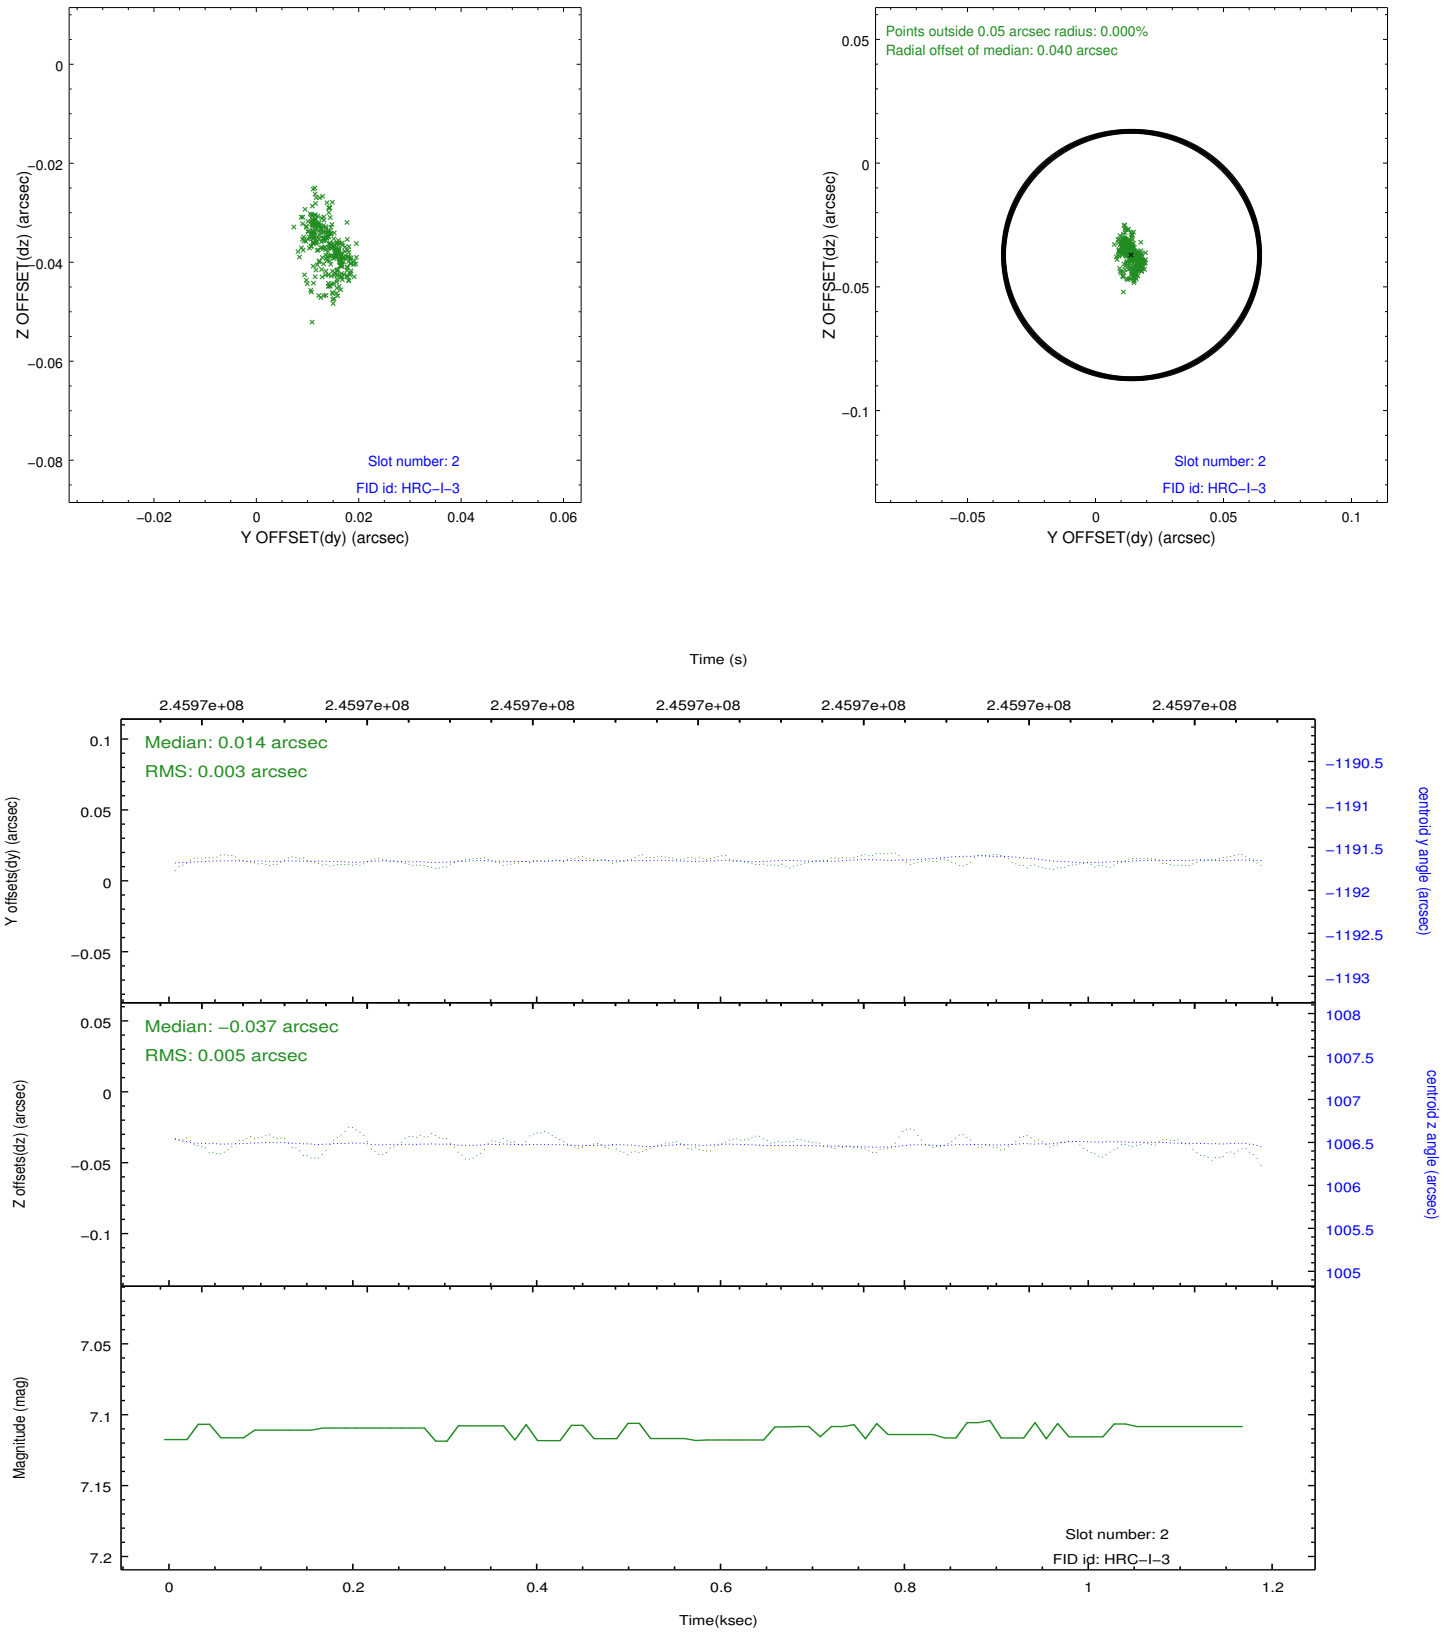 0
−0.02
−0.04
−0.06
−0.08
Z OFFSET(dz) (arcsec)
Slot number: 2
FID id: HRC−I−3
−0.02
0
0.02
0.04
0.06
Y OFFSET(dy) (arcsec)
Points outside 0.05 arcsec radius: 0.000%
Radial offset of median: 0.040 arcsec
0.05
0
−0.05
−0.1
Z OFFSET(dz) (arcsec)
Slot number: 2
FID id: HRC−I−3
−0.05
0
0.05
0.1
Y OFFSET(dy) (arcsec)
Time (s)
2.4597e+08
2.4597e+08
2.4597e+08
2.4597e+08
2.4597e+08
2.4597e+08
2.4597e+08
Median: 0.014 arcsec
RMS: 0.003 arcsec
0.1
0.05
0
−0.05
Y offsets(dy) (arcsec)
−1190.5
−1191
−1191.5
−1192
−1192.5
−1193
centroid y angle (arcsec)
Median: −0.037 arcsec
RMS: 0.005 arcsec
0.05
0
−0.05
−0.1
Z offsets(dz) (arcsec)
1008
1007.5
1007
1006.5
1006
1005.5
1005
centroid z angle (arcsec)
7.05
7.1
7.15
7.2
Magnitude (mag)
Slot number: 2
FID id: HRC−I−3
0
0.2
0.4
0.6
0.8
1
1.2
Time(ksec)